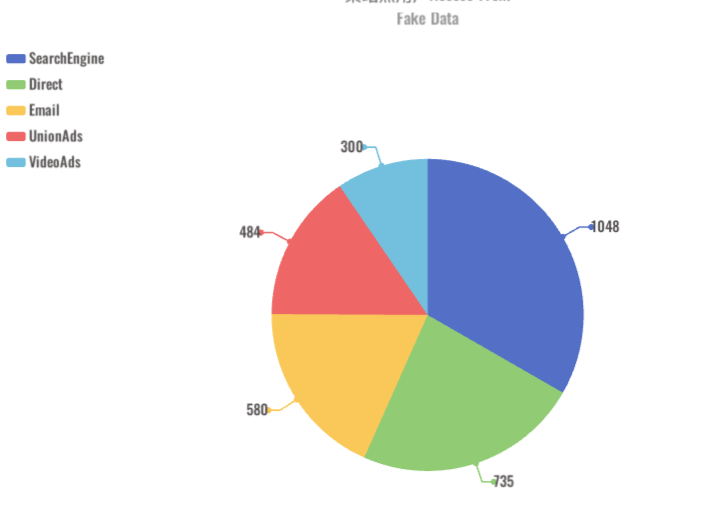 Fake Data
SearchEngine
Direct
Email
UnionAds
VideoAds
300
1048
484
580
735